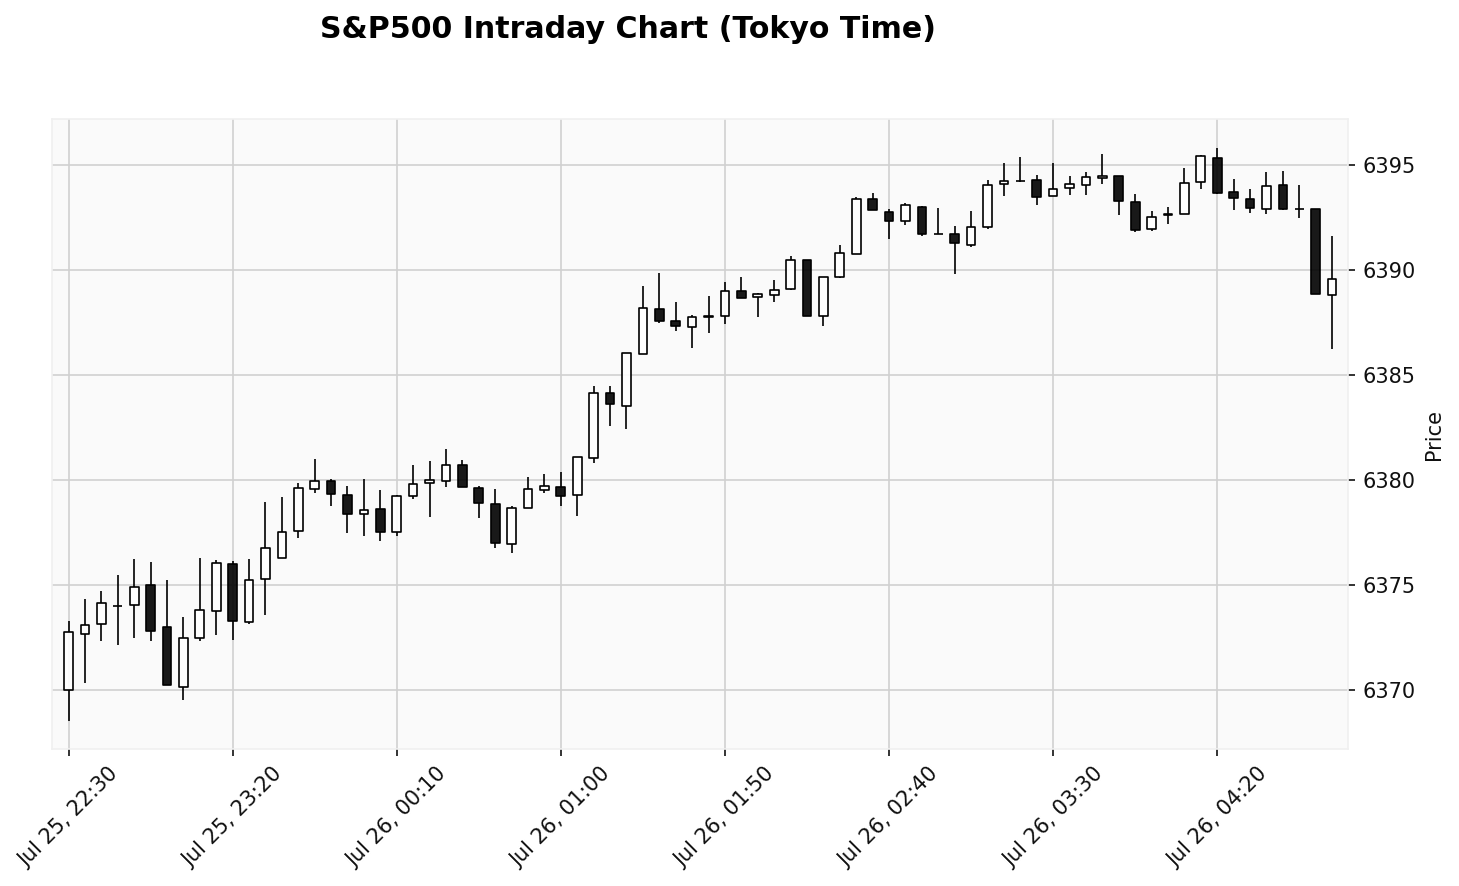 S&P500 Intraday Chart (Tokyo Time)
6395
6390
6385
6380
6375
6370
Price
Jul 25, 22:30
Jul 25, 23:20
Jul 26, 00:10
Jul 26, 01:00
Jul 26, 01:50
Jul 26, 02:40
Jul 26, 03:30
Jul 26, 04:20